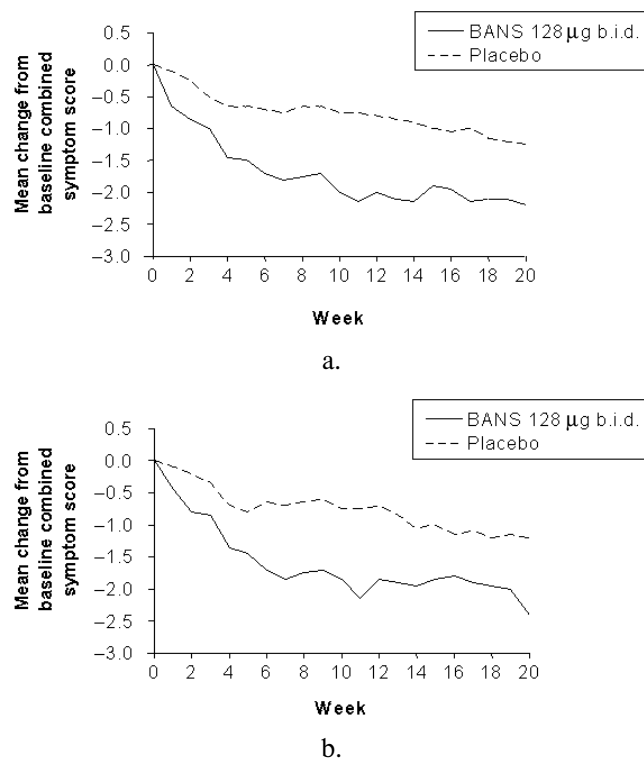 BANS 128 μg b.i.d.
Placebo
Mean change from
baseline combined
symptom score
0.5
0.0
−0.5
−1.0
−1.5
−2.0
−2.5
−3.0
0 2 4 6 8 10 12 14 16 18 20
Week
a.
BANS 128 μg b.i.d.
Placebo
Mean change from
baseline combined
symptom score
0.5
0.0
−0.5
−1.0
−1.5
−2.0
−2.5
−3.0
0 2 4 6 8 10 12 14 16 18 20
Week
b.